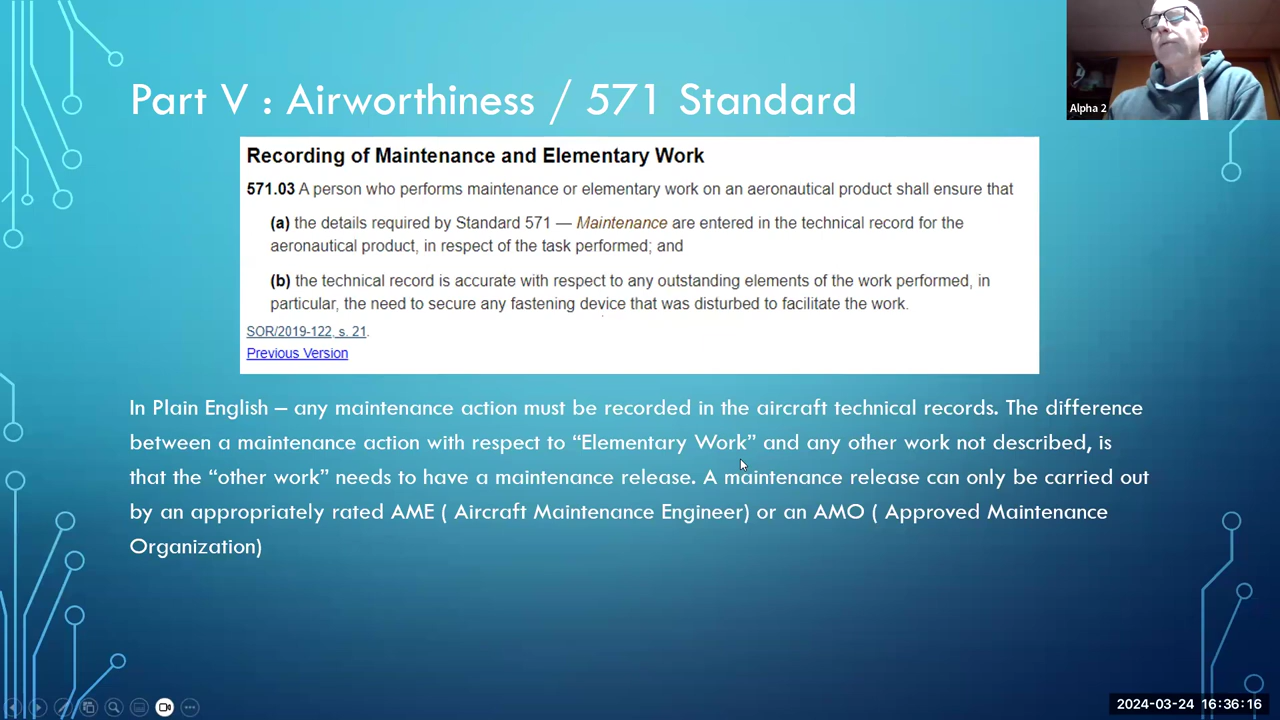 Part V : Airworthiness / 571 Standard
Alpha 2
Recording of Maintenance and Elementary Work
571.03 A person who performs maintenance or elementary work on an aeronautical product shall ensure that
(a) the details required by Standard 571 — Maintenance are entered in the technical record for the
aeronautical product, in respect of the task performed; and
(b) the technical record is accurate with respect to any outstanding elements of the work performed, in
particular, the need to secure any fastening device that was disturbed to facilitate the work.
SOR/2019-122, s. 21.
Previous Version
In Plain English – any maintenance action must be recorded in the aircraft technical records. The difference
between a maintenance action with respect to “Elementary Work” and any other work not described, is
that the “other work” needs to have a maintenance release. A maintenance release can only be carried out
by an appropriately rated AME ( Aircraft Maintenance Engineer) or an AMO ( Approved Maintenance
Organization)
2024-03-24 16:36:16